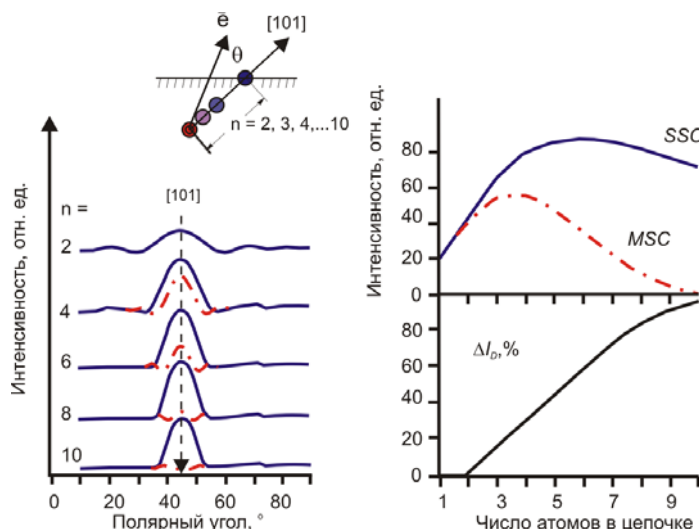 ē
[101]
θ
n = 2, 3, 4,...10
Интенсивность, отн. ед.
n =
[101]
2
4
6
8
10
0 20 40 60 80
Полярный угол, °
Интенсивность, отн. ед.
80
60
40
20
0
SSC
MSC
80
60
40
20
0
ΔI_D,%
1 3 5 7 9
Число атомов в цепочке